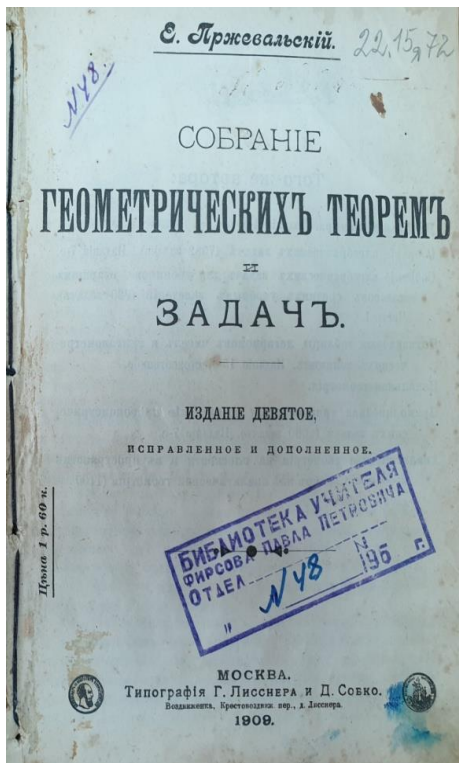 Е. Пржевальскій.
22.15я72
№48.
СОБРАНІЕ
ГЕОМЕТРИЧЕСКИХЪ ТЕОРЕМЪ
И
ЗАДАЧЪ.
ИЗДАНІЕ ДЕВЯТОЕ,
ИСПРАВЛЕННОЕ И ДОПОЛНЕННОЕ.
Цѣна 1 р. 60 к.
БИБЛИОТЕКА УЧИТЕЛЯ
ФИРСОВА ПАВЛА ПЕТРОВИЧА
ОТДЕЛ N
№48 195 г.
МОСКВА.
Типографія Г. Лисснера и Д. Собко.
Воздвиженка, Крестовоздвиж. пер., д. Лисснера.
1909.